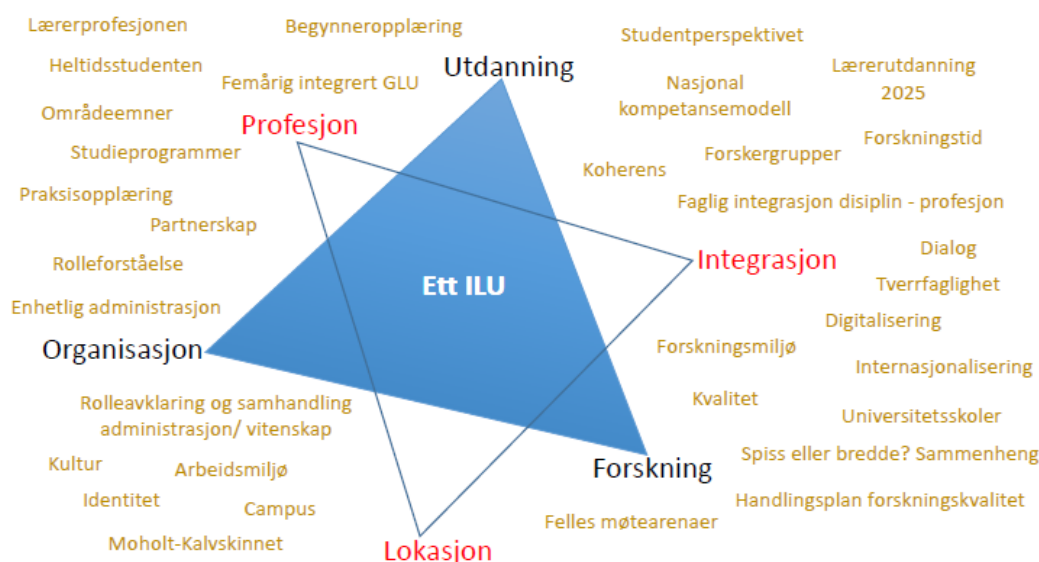 Lærerprofesjonen
Begynneropplæring
Studentperspektivet
Heltidsstudenten
Utdanning
Lærerutdanning
2025
Femårig integrert GLU
Nasjonal
kompetansemodell
Områdeemner
Profesjon
Forskningstid
Studieprogrammer
Koherens
Forskergrupper
Praksisopplæring
Faglig integrasjon disiplin - profesjon
Partnerskap
Dialog
Rolleforståelse
Integrasjon
Ett ILU
Tverrfaglighet
Enhetlig administrasjon
Digitalisering
Organisasjon
Forskningsmiljø
Internasjonalisering
Rolleavklaring og samhandling
administrasjon/ vitenskap
Kvalitet
Universitetsskoler
Kultur
Arbeidsmiljø
Forskning
Spiss eller bredde? Sammenheng
Identitet
Campus
Handlingsplan forskningskvalitet
Felles møtearenaer
Moholt-Kalvskinnet
Lokasjon